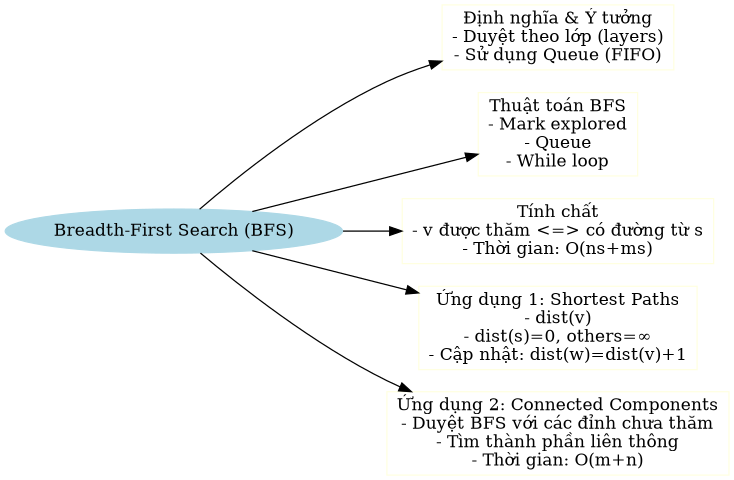 Breadth-First Search (BFS)
Định nghĩa & Ý tưởng
- Duyệt theo lớp (layers)
- Sử dụng Queue (FIFO)
Thuật toán BFS
- Mark explored
- Queue
- While loop
Tính chất
- v được thăm <=> có đường từ s
- Thời gian: O(ns+ms)
Ứng dụng 1: Shortest Paths
- dist(v)
- dist(s)=0, others=∞
- Cập nhật: dist(w)=dist(v)+1
Ứng dụng 2: Connected Components
- Duyệt BFS với các đỉnh chưa thăm
- Tìm thành phần liên thông
- Thời gian: O(m+n)